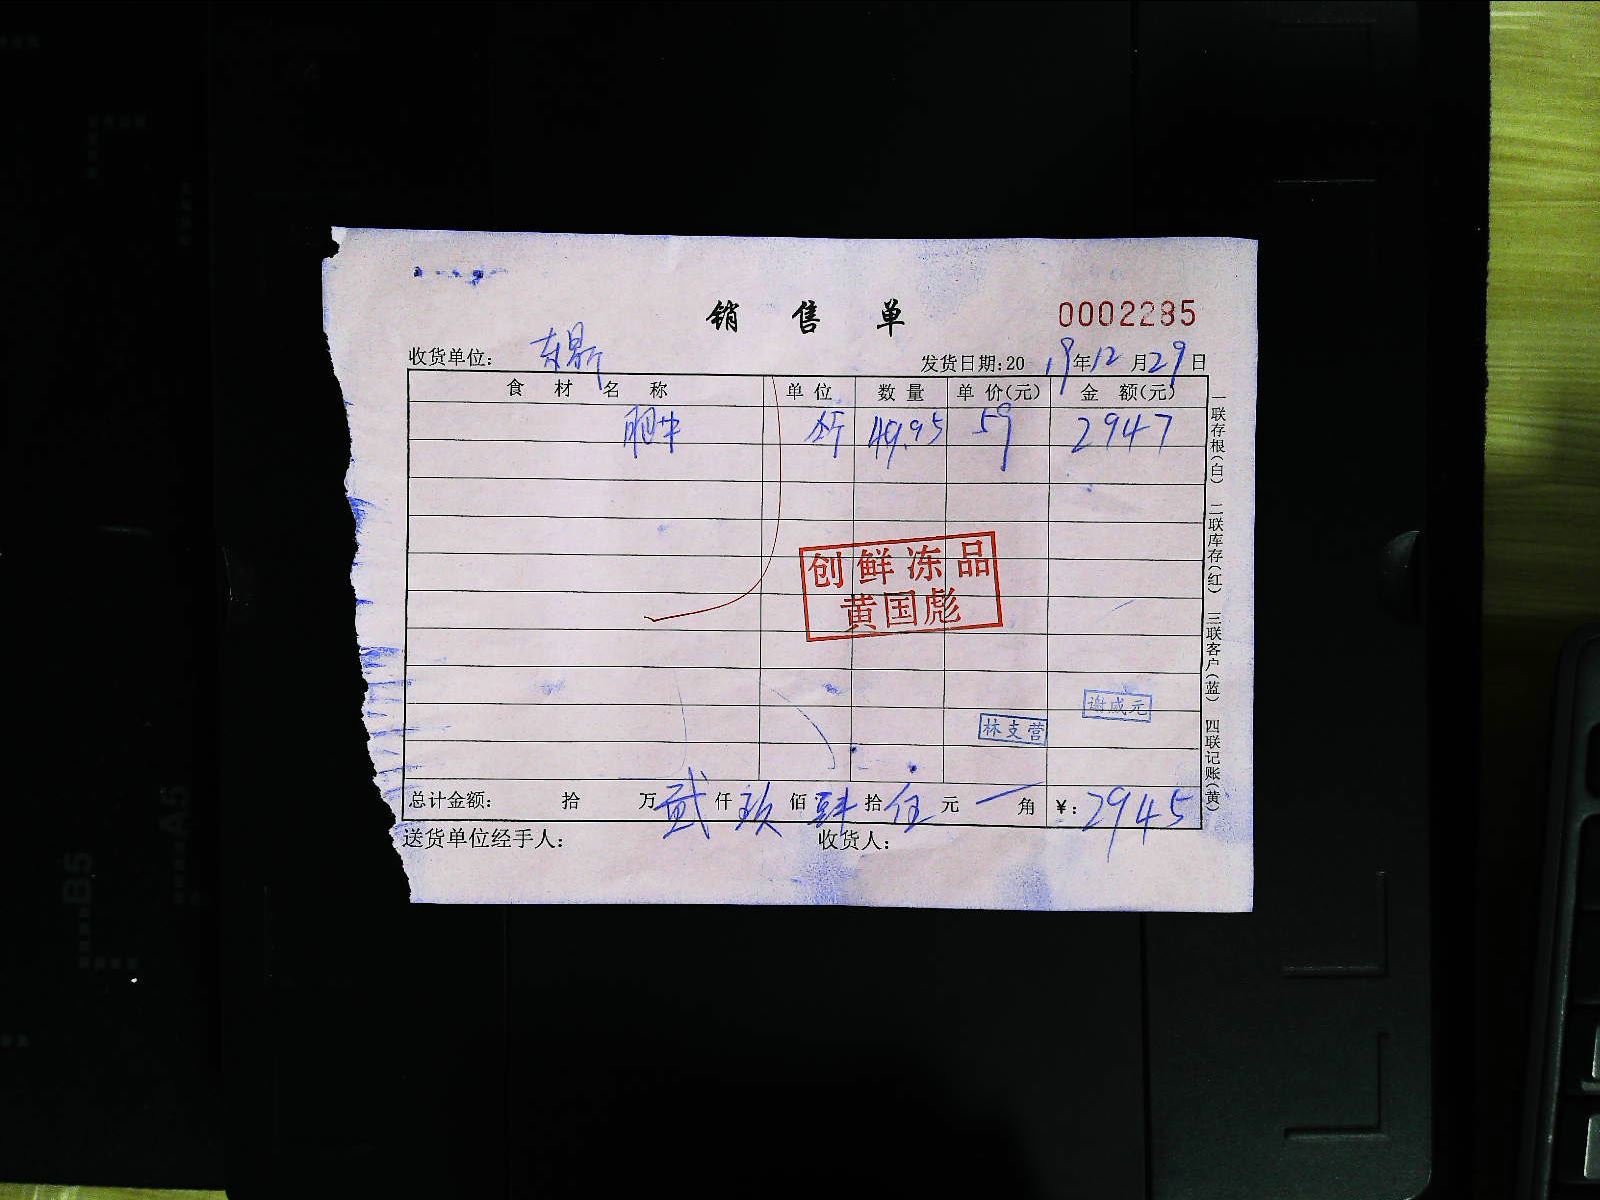 销 售 单
0002285
收货单位:
发货日期:20 19年12月29日
食 材 名 称 单位 数量 单价(元) 金 额(元)
斤 49.95 59 2947
创鲜冻品
黄国彪
谢成元
林支营
总计金额: 拾 万 贰 仟 玖 佰 肆 拾 伍 元 一 角 ¥: 2945
送货单位经手人: 收货人:
一联存根(白) 二联库存(红) 三联客户(蓝) 四联记账(黄)
A5
B5